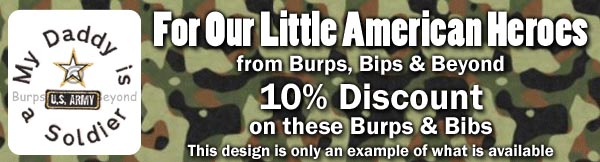 My Daddy is
a Soldier
Burps Beyond
U.S. ARMY
For Our Little American Heroes
from Burps, Bips & Beyond
10% Discount
on these Burps & Bibs
This design is only an example of what is available